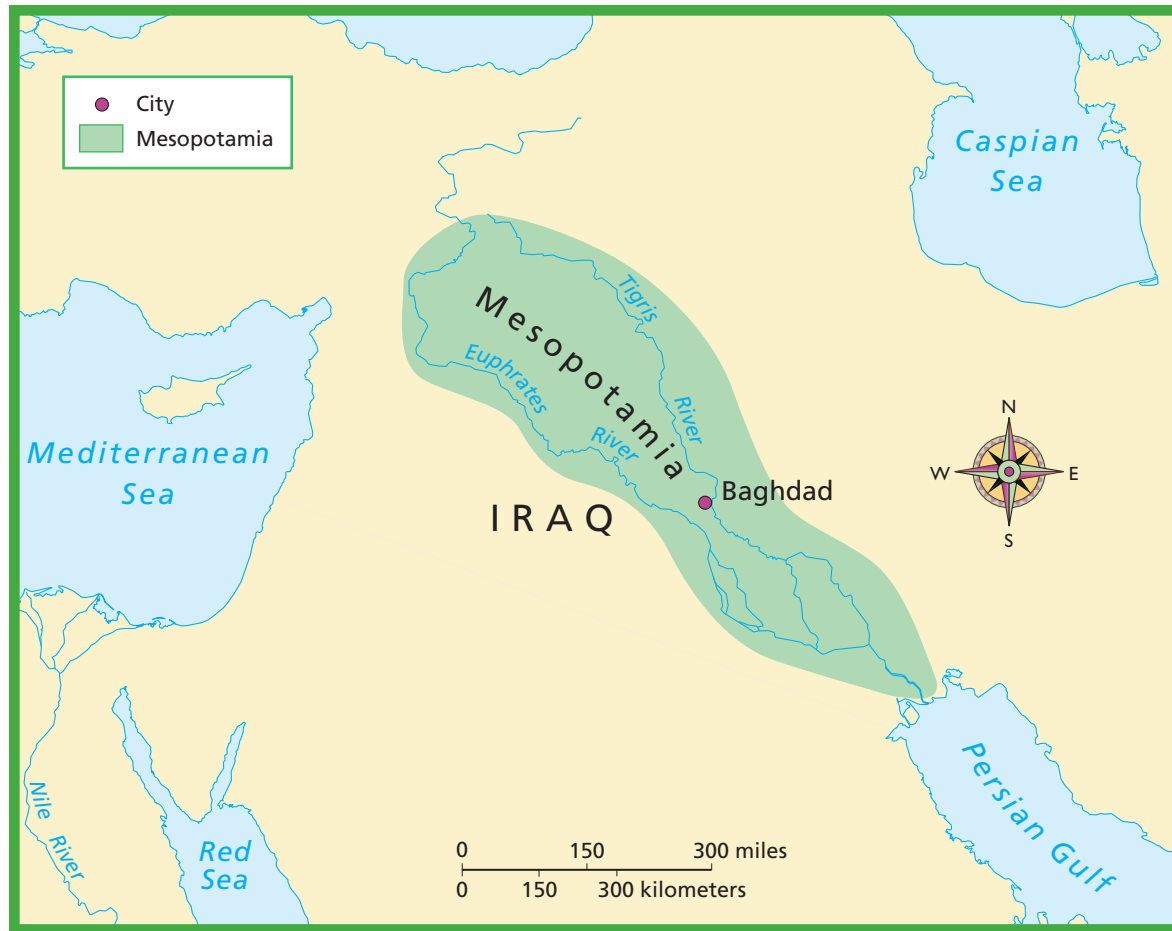 City
Mesopotamia
Caspian
Sea
Tigris
River
Mesopotamia
Euphrates
River
Mediterranean
Sea
Baghdad
IRAQ
N
W
E
S
Nile
River
Red
Sea
Persian Gulf
0 150 300 miles
0 150 300 kilometers